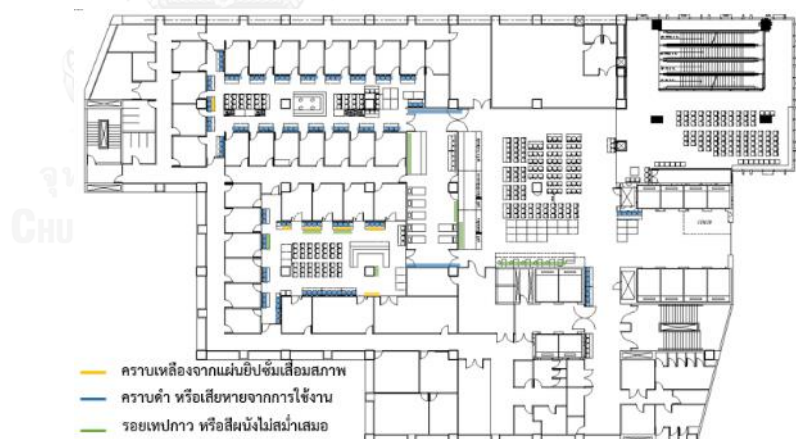 จุฬ
CHU
คราบเหลืองจากแผ่นยิปซั่มเสื่อมสภาพ
คราบดำ หรือเสียหายจากการใช้งาน
รอยเทปกาว หรือสีผนังไม่สม่ำเสมอ